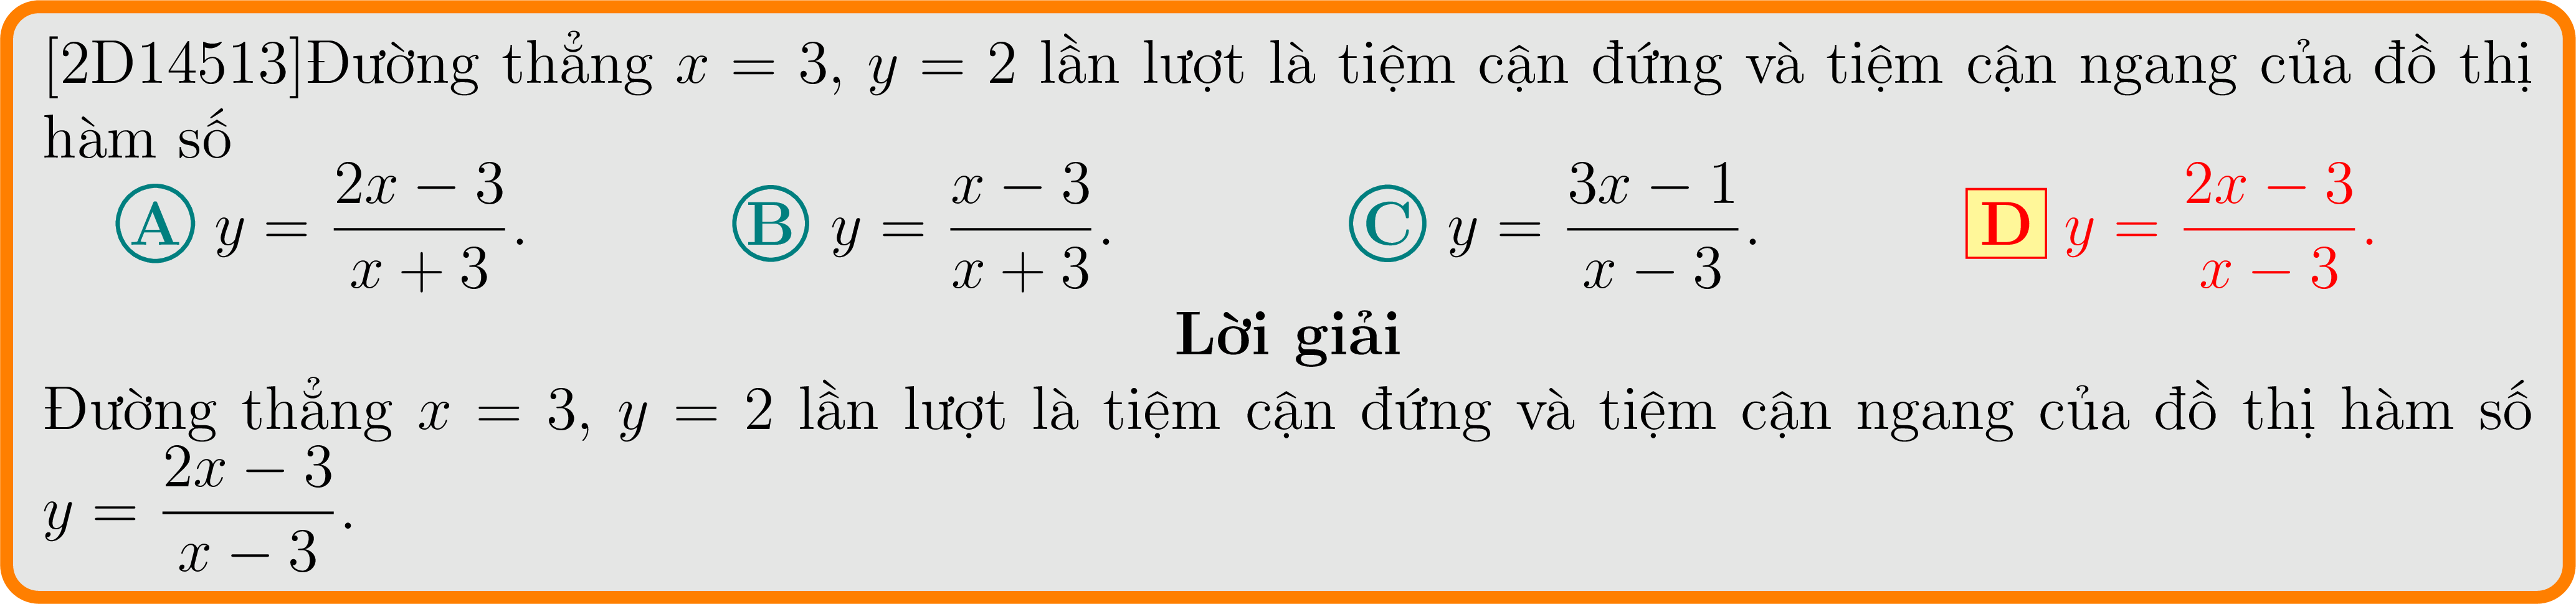 [2D14513]Đường thẳng x = 3, y = 2 lần lượt là tiệm cận đứng và tiệm cận ngang của đồ thị
hàm số
A y = \frac{2x − 3}{x + 3}. B y = \frac{x − 3}{x + 3}. C y = \frac{3x − 1}{x − 3}. D y = \frac{2x − 3}{x − 3}.
Lời giải
Đường thẳng x = 3, y = 2 lần lượt là tiệm cận đứng và tiệm cận ngang của đồ thị hàm số
y = \frac{2x − 3}{x − 3}.